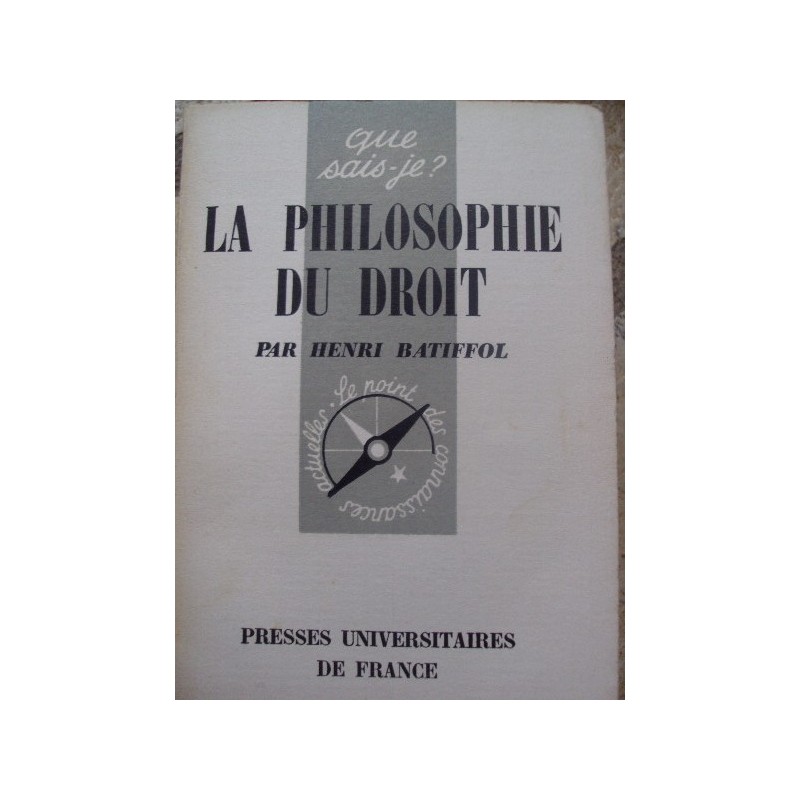 que
sais-je?
LA PHILOSOPHIE
DU DROIT
PAR HENRI BATIFFOL
Le point des connaissances actuelles.
PRESSES UNIVERSITAIRES
DE FRANCE